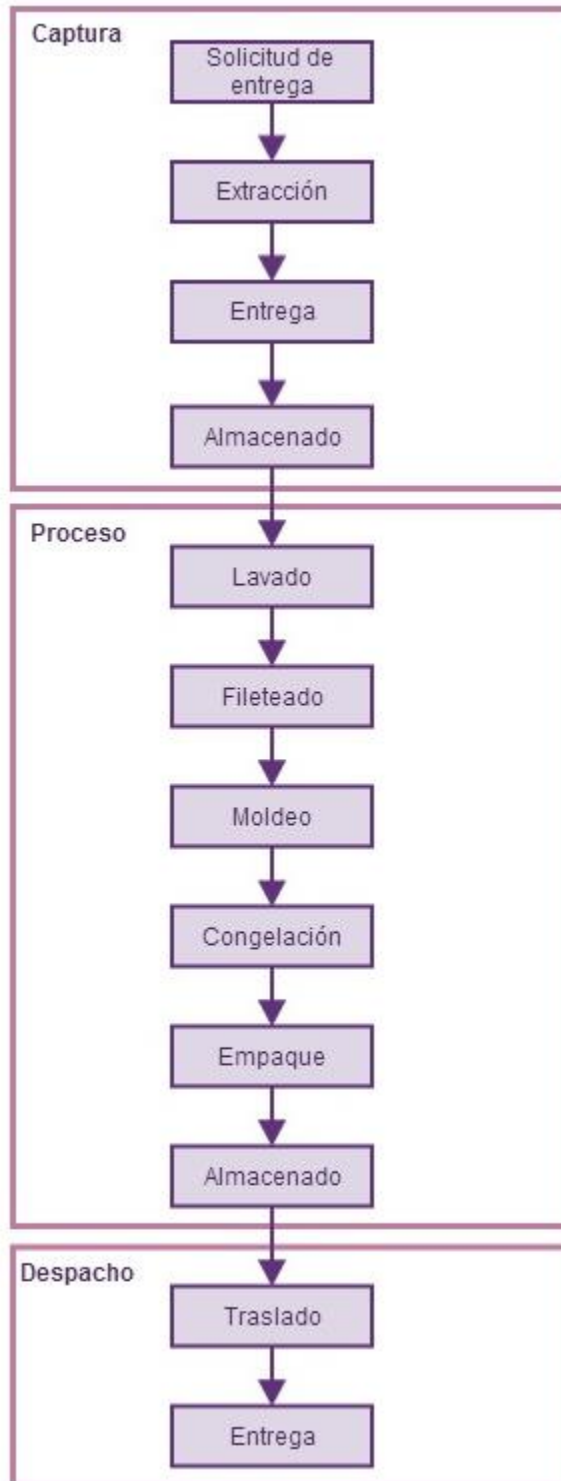 Captura
Solicitud de
entrega
Extracción
Entrega
Almacenado
Proceso
Lavado
Fileteado
Moldeo
Congelación
Empaque
Almacenado
Despacho
Traslado
Entrega